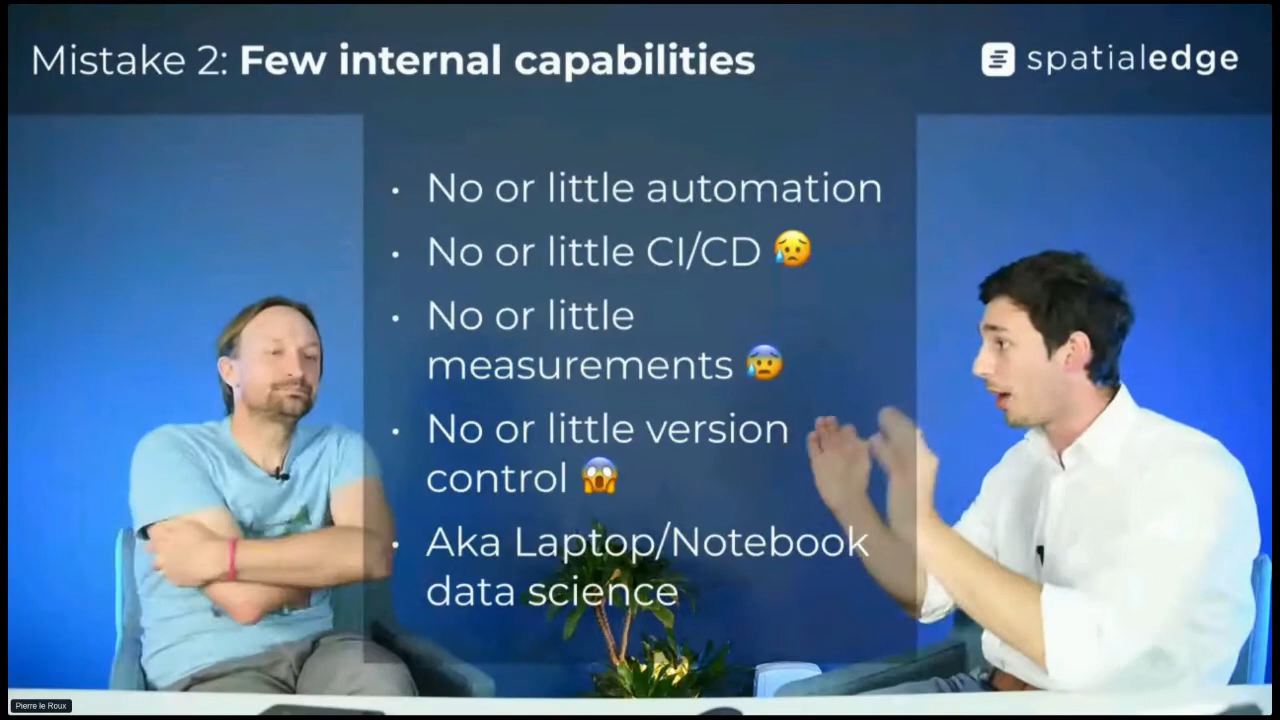 Mistake 2: Few internal capabilities
spatialedge
• No or little automation
• No or little CI/CD 😥
• No or little
measurements 😰
• No or little version
control 😱
• Aka Laptop/Notebook
data science
Pierre le Roux